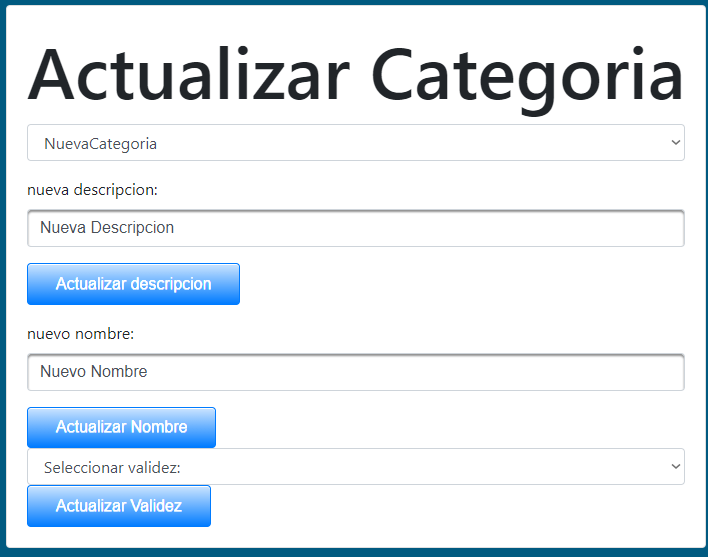 Actualizar Categoria
NuevaCategoria
nueva descripcion:
Nueva Descripcion
Actualizar descripcion
nuevo nombre:
Nuevo Nombre
Actualizar Nombre
Seleccionar validez:
Actualizar Validez